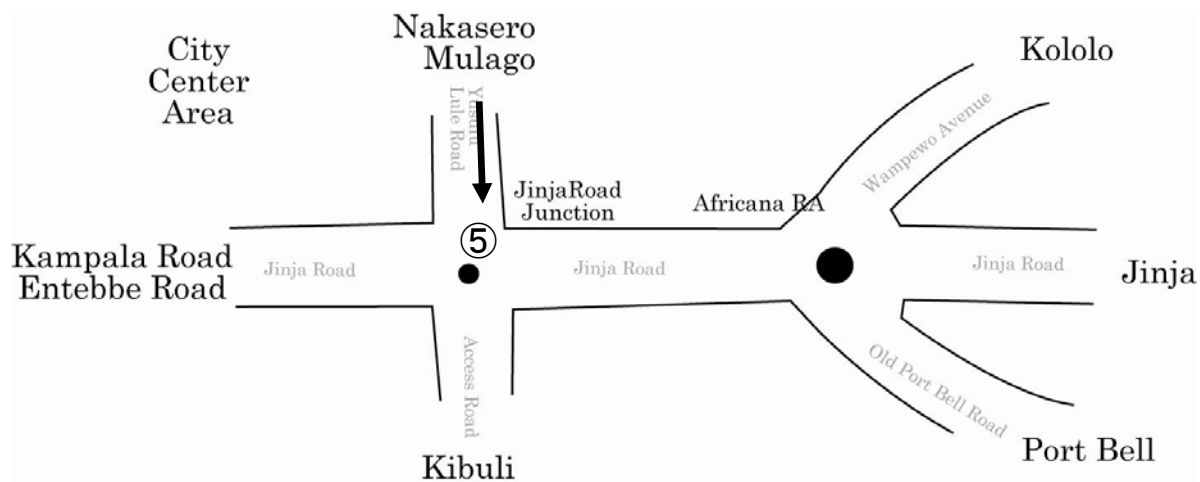 City
Center
Area
Nakasero
Mulago
Yusufu
Lule Road
Kololo
Wampewo Avenue
JinjaRoad
Junction
Africana RA
⑤
Kampala Road
Entebbe Road
Jinja Road
Jinja Road
Jinja Road
Jinja
Access Road
Old Port Bell Road
Kibuli
Port Bell